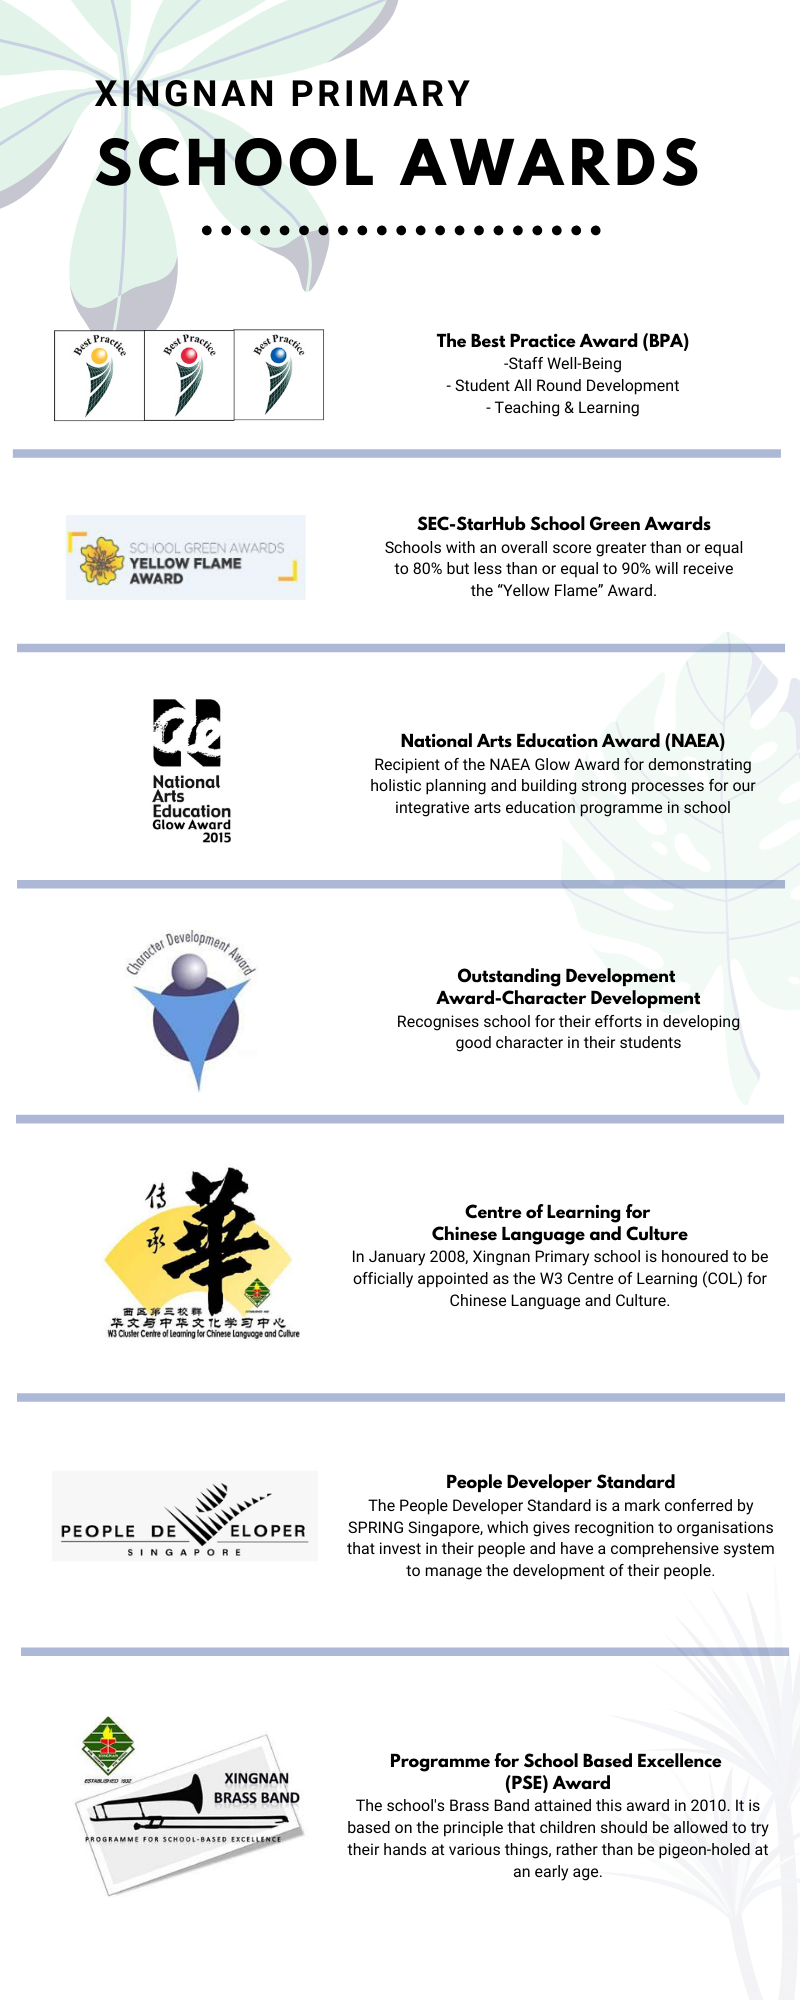 XINGNAN PRIMARY
SCHOOL AWARDS
Best Practice
Best Practice
Best Practice
The Best Practice Award (BPA)
-Staff Well-Being
- Student All Round Development
- Teaching & Learning
SCHOOL GREEN AWARDS
YELLOW FLAME
AWARD
SEC-StarHub School Green Awards
Schools with an overall score greater than or equal
to 80% but less than or equal to 90% will receive
the “Yellow Flame” Award.
ae
National
Arts
Education
Glow Award
2015
National Arts Education Award (NAEA)
Recipient of the NAEA Glow Award for demonstrating
holistic planning and building strong processes for our
integrative arts education programme in school
Character Development Award
Outstanding Development
Award-Character Development
Recognises school for their efforts in developing
good character in their students
傳承
華
ESTABLISHED 1932
西区第三校群
华文与中华文化学习中心
W3 Cluster Centre of Learning for Chinese Language and Culture
Centre of Learning for
Chinese Language and Culture
In January 2008, Xingnan Primary school is honoured to be
officially appointed as the W3 Centre of Learning (COL) for
Chinese Language and Culture.
PEOPLE DEVELOPER
SINGAPORE
People Developer Standard
The People Developer Standard is a mark conferred by
SPRING Singapore, which gives recognition to organisations
that invest in their people and have a comprehensive system
to manage the development of their people.
XINGNAN
ESTABLISHED 1932
XINGNAN
BRASS BAND
PROGRAMME FOR SCHOOL-BASED EXCELLENCE
Programme for School Based Excellence
(PSE) Award
The school's Brass Band attained this award in 2010. It is
based on the principle that children should be allowed to try
their hands at various things, rather than be pigeon-holed at
an early age.